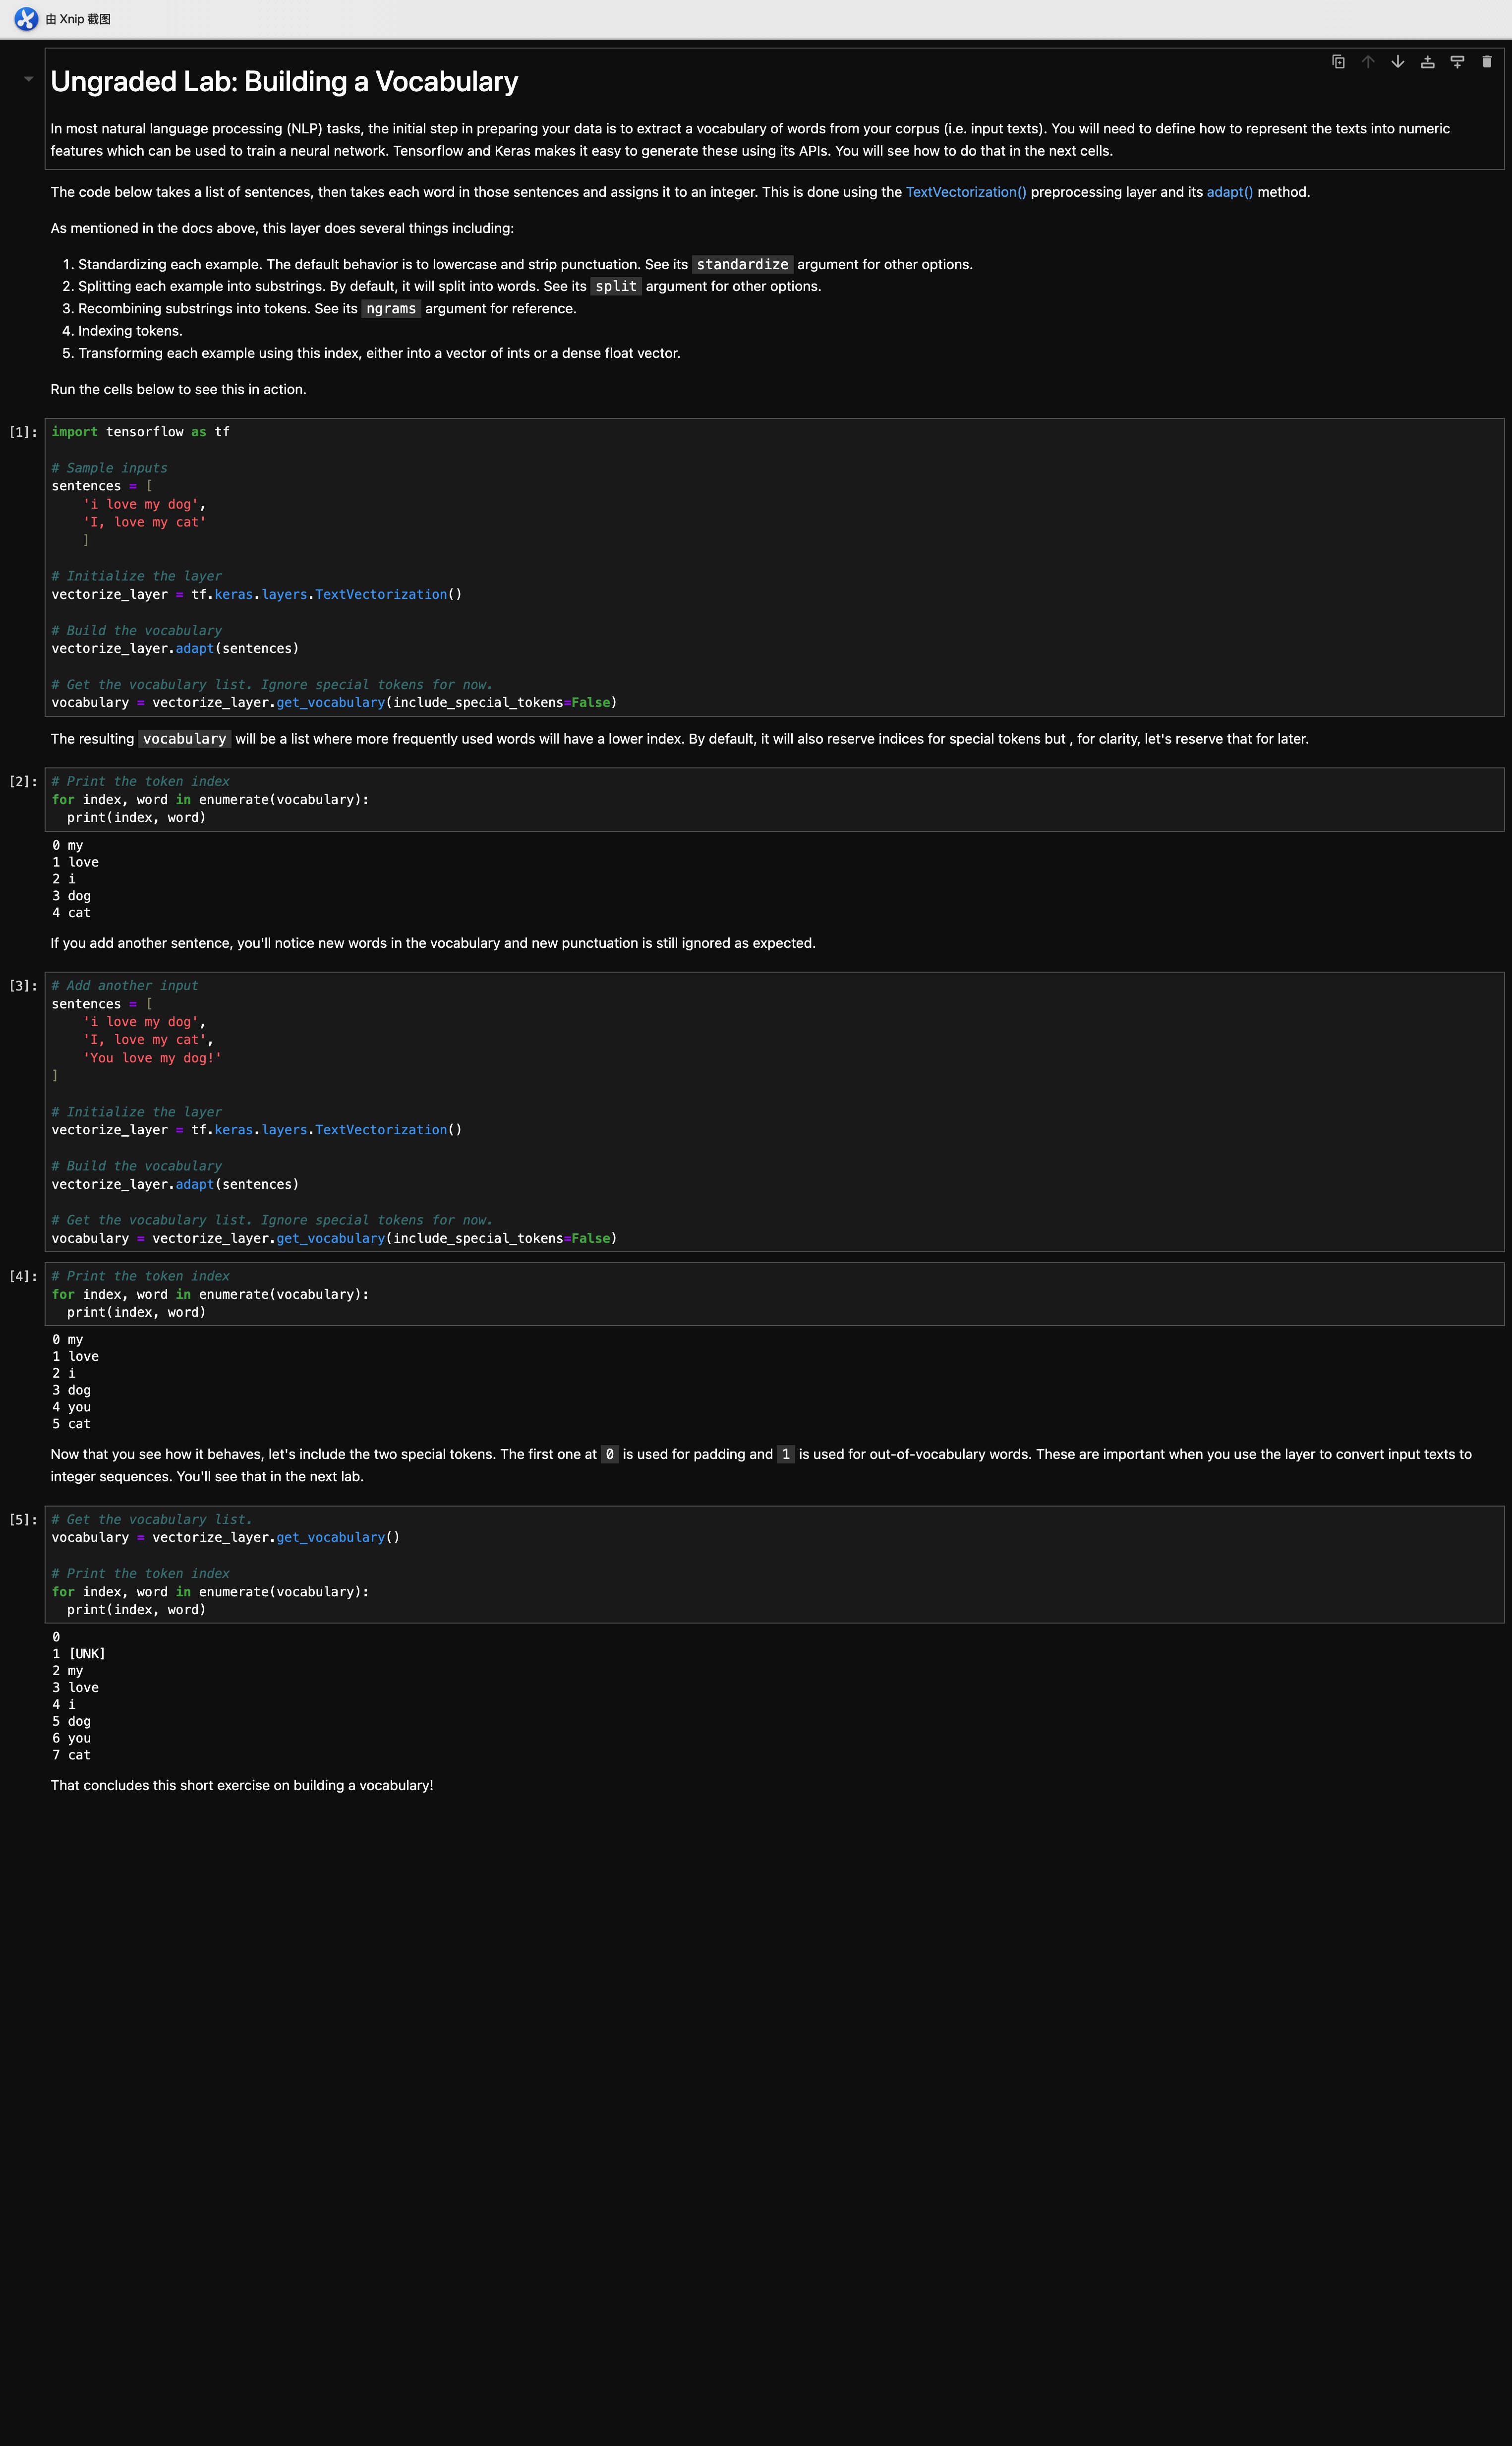 由 Xnip 截图
Ungraded Lab: Building a Vocabulary
In most natural language processing (NLP) tasks, the initial step in preparing your data is to extract a vocabulary of words from your corpus (i.e. input texts). You will need to define how to represent the texts into numeric
features which can be used to train a neural network. Tensorflow and Keras makes it easy to generate these using its APIs. You will see how to do that in the next cells.
The code below takes a list of sentences, then takes each word in those sentences and assigns it to an integer. This is done using the TextVectorization() preprocessing layer and its adapt() method.
As mentioned in the docs above, this layer does several things including:
1. Standardizing each example. The default behavior is to lowercase and strip punctuation. See its standardize argument for other options.
2. Splitting each example into substrings. By default, it will split into words. See its split argument for other options.
3. Recombining substrings into tokens. See its ngrams argument for reference.
4. Indexing tokens.
5. Transforming each example using this index, either into a vector of ints or a dense float vector.
Run the cells below to see this in action.
[1]: import tensorflow as tf
# Sample inputs
sentences = [
    'i love my dog',
    'I, love my cat'
    ]
# Initialize the layer
vectorize_layer = tf.keras.layers.TextVectorization()
# Build the vocabulary
vectorize_layer.adapt(sentences)
# Get the vocabulary list. Ignore special tokens for now.
vocabulary = vectorize_layer.get_vocabulary(include_special_tokens=False)
The resulting vocabulary will be a list where more frequently used words will have a lower index. By default, it will also reserve indices for special tokens but , for clarity, let's reserve that for later.
[2]: # Print the token index
for index, word in enumerate(vocabulary):
  print(index, word)
0 my
1 love
2 i
3 dog
4 cat
If you add another sentence, you'll notice new words in the vocabulary and new punctuation is still ignored as expected.
[3]: # Add another input
sentences = [
    'i love my dog',
    'I, love my cat',
    'You love my dog!'
]
# Initialize the layer
vectorize_layer = tf.keras.layers.TextVectorization()
# Build the vocabulary
vectorize_layer.adapt(sentences)
# Get the vocabulary list. Ignore special tokens for now.
vocabulary = vectorize_layer.get_vocabulary(include_special_tokens=False)
[4]: # Print the token index
for index, word in enumerate(vocabulary):
  print(index, word)
0 my
1 love
2 i
3 dog
4 you
5 cat
Now that you see how it behaves, let's include the two special tokens. The first one at 0 is used for padding and 1 is used for out-of-vocabulary words. These are important when you use the layer to convert input texts to
integer sequences. You'll see that in the next lab.
[5]: # Get the vocabulary list.
vocabulary = vectorize_layer.get_vocabulary()
# Print the token index
for index, word in enumerate(vocabulary):
  print(index, word)
0
1 [UNK]
2 my
3 love
4 i
5 dog
6 you
7 cat
That concludes this short exercise on building a vocabulary!